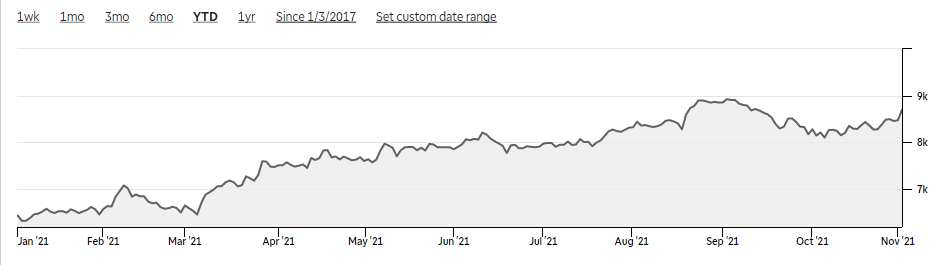 1wk 1mo 3mo 6mo YTD 1yr Since 1/3/2017 Set custom date range
9k
8k
7k
Jan '21 Feb '21 Mar '21 Apr '21 May '21 Jun '21 Jul '21 Aug '21 Sep '21 Oct '21 Nov '21